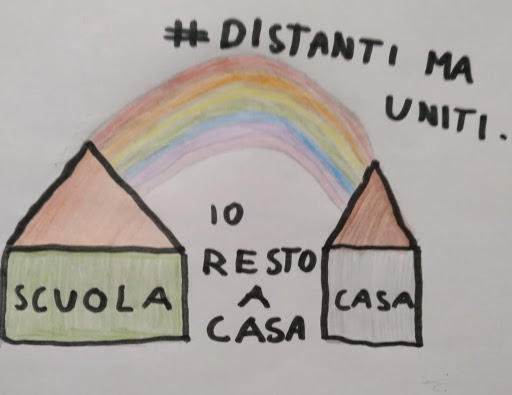 # DISTANTI MA
UNITI.
IO
RESTO
A
CASA
SCUOLA
CASA